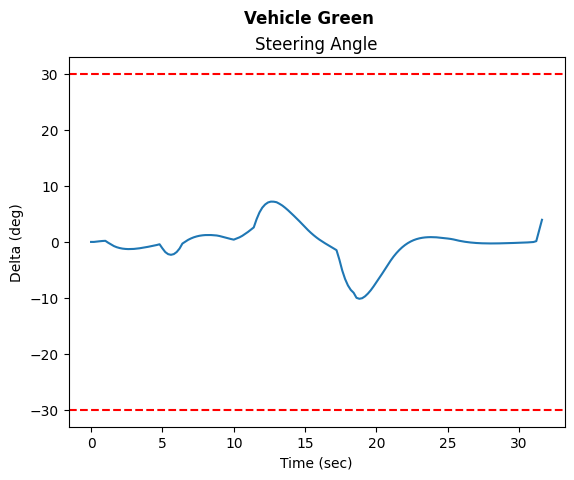 Vehicle Green
Steering Angle
Delta (deg)
30
20
10
0
−10
−20
−30
0 5 10 15 20 25 30
Time (sec)